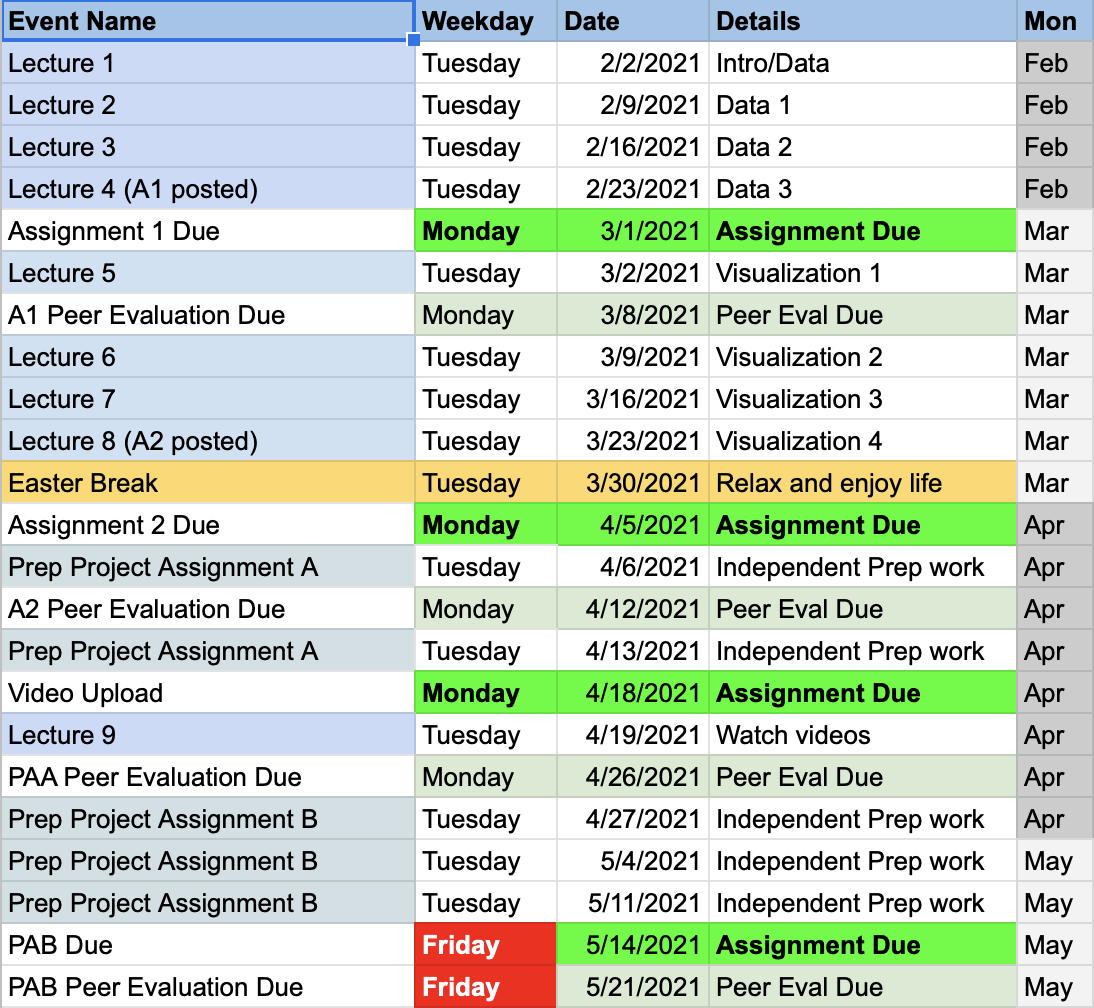 Event Name Weekday Date Details Mon
Lecture 1 Tuesday 2/2/2021 Intro/Data Feb
Lecture 2 Tuesday 2/9/2021 Data 1 Feb
Lecture 3 Tuesday 2/16/2021 Data 2 Feb
Lecture 4 (A1 posted) Tuesday 2/23/2021 Data 3 Feb
Assignment 1 Due Monday 3/1/2021 Assignment Due Mar
Lecture 5 Tuesday 3/2/2021 Visualization 1 Mar
A1 Peer Evaluation Due Monday 3/8/2021 Peer Eval Due Mar
Lecture 6 Tuesday 3/9/2021 Visualization 2 Mar
Lecture 7 Tuesday 3/16/2021 Visualization 3 Mar
Lecture 8 (A2 posted) Tuesday 3/23/2021 Visualization 4 Mar
Easter Break Tuesday 3/30/2021 Relax and enjoy life Mar
Assignment 2 Due Monday 4/5/2021 Assignment Due Apr
Prep Project Assignment A Tuesday 4/6/2021 Independent Prep work Apr
A2 Peer Evaluation Due Monday 4/12/2021 Peer Eval Due Apr
Prep Project Assignment A Tuesday 4/13/2021 Independent Prep work Apr
Video Upload Monday 4/18/2021 Assignment Due Apr
Lecture 9 Tuesday 4/19/2021 Watch videos Apr
PAA Peer Evaluation Due Monday 4/26/2021 Peer Eval Due Apr
Prep Project Assignment B Tuesday 4/27/2021 Independent Prep work Apr
Prep Project Assignment B Tuesday 5/4/2021 Independent Prep work May
Prep Project Assignment B Tuesday 5/11/2021 Independent Prep work May
PAB Due Friday 5/14/2021 Assignment Due May
PAB Peer Evaluation Due Friday 5/21/2021 Peer Eval Due May